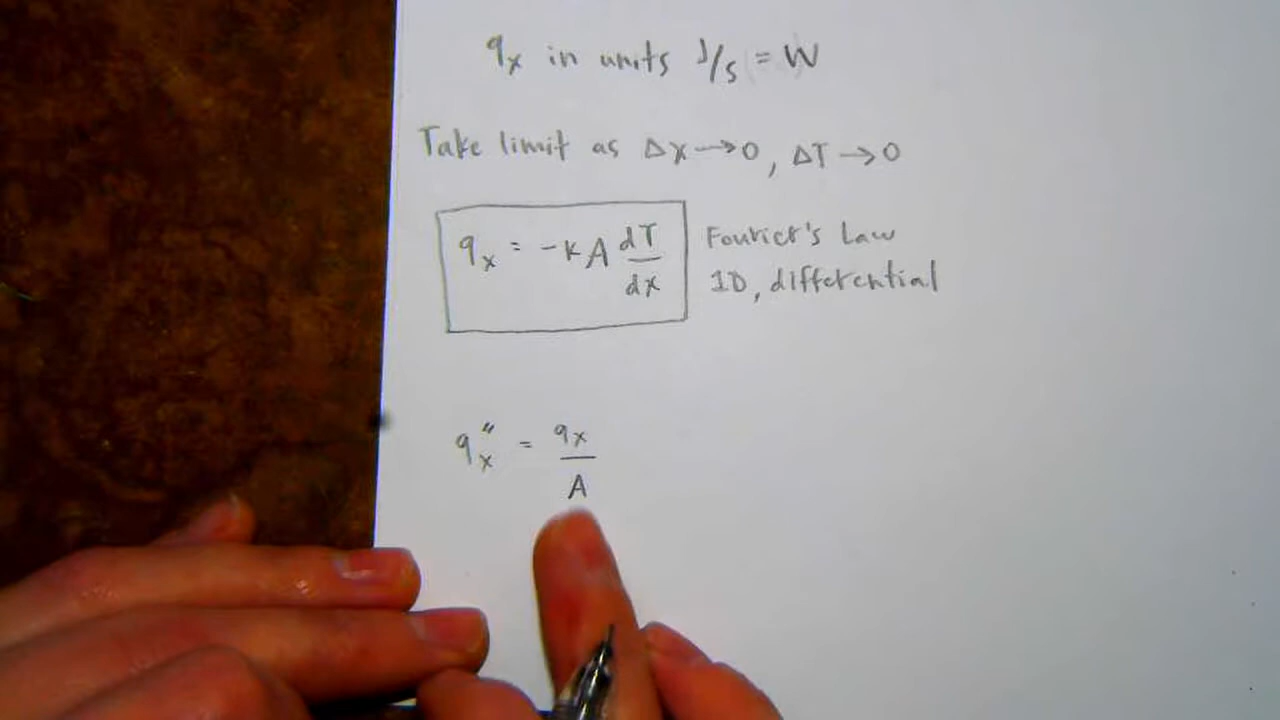 qx in units J/s = W
Take limit as Δx→0, ΔT→0
qx = -kA dT/dx
Fourier's Law
1D, differential
q″x = qx/A